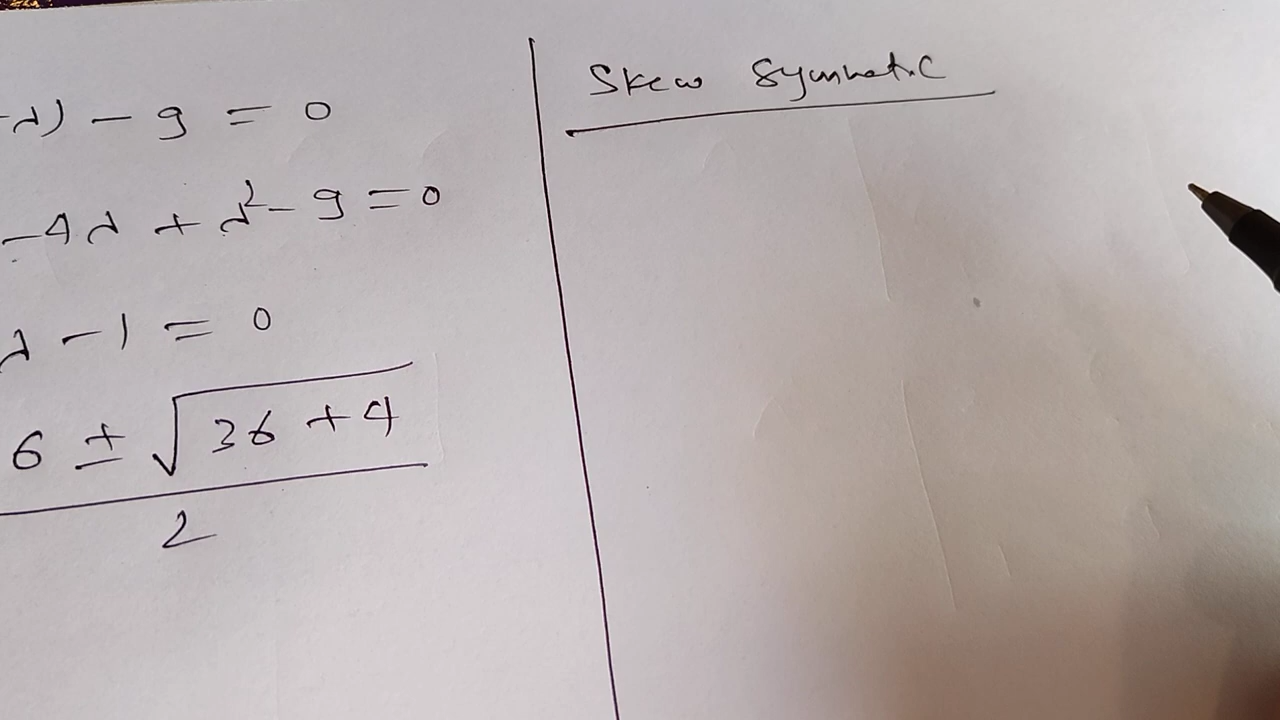 -λ) - 9 = 0
-4λ + λ² - 9 = 0
λ - 1 = 0
6 ± √36 + 4
2
Skew Symmetric